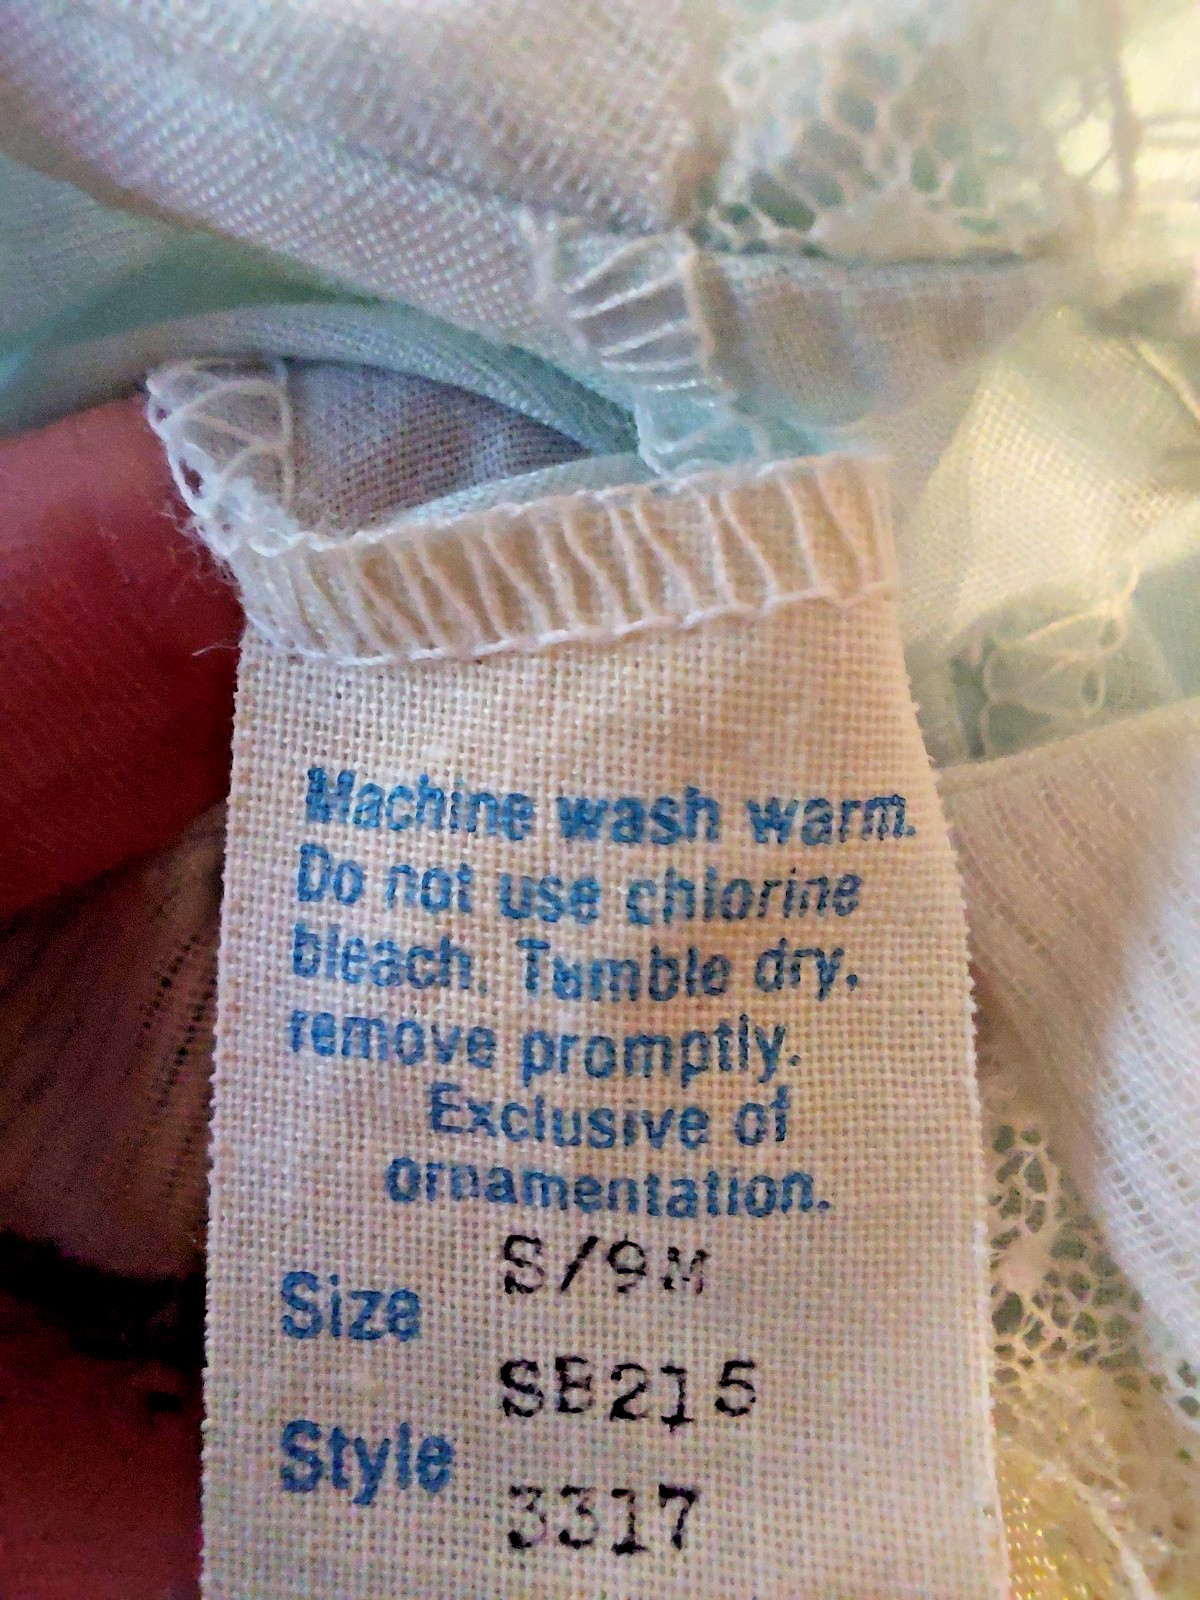 Machine wash warm.
Do not use chlorine
bleach. Tumble dry,
remove promptly.
Exclusive of
ornamentation.
S/9M
Size
SB215
Style
3317